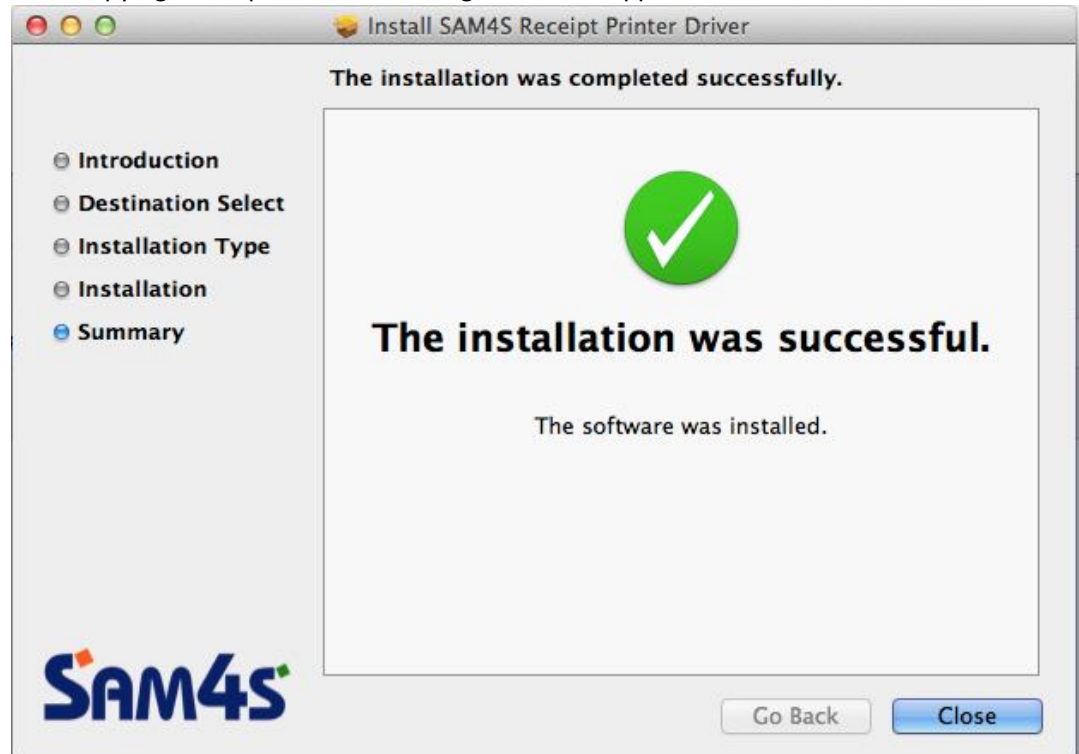 Install SAM4S Receipt Printer Driver
The installation was completed successfully.
Introduction
Destination Select
Installation Type
Installation
Summary
The installation was successful.
The software was installed.
SAM4S
Go Back
Close